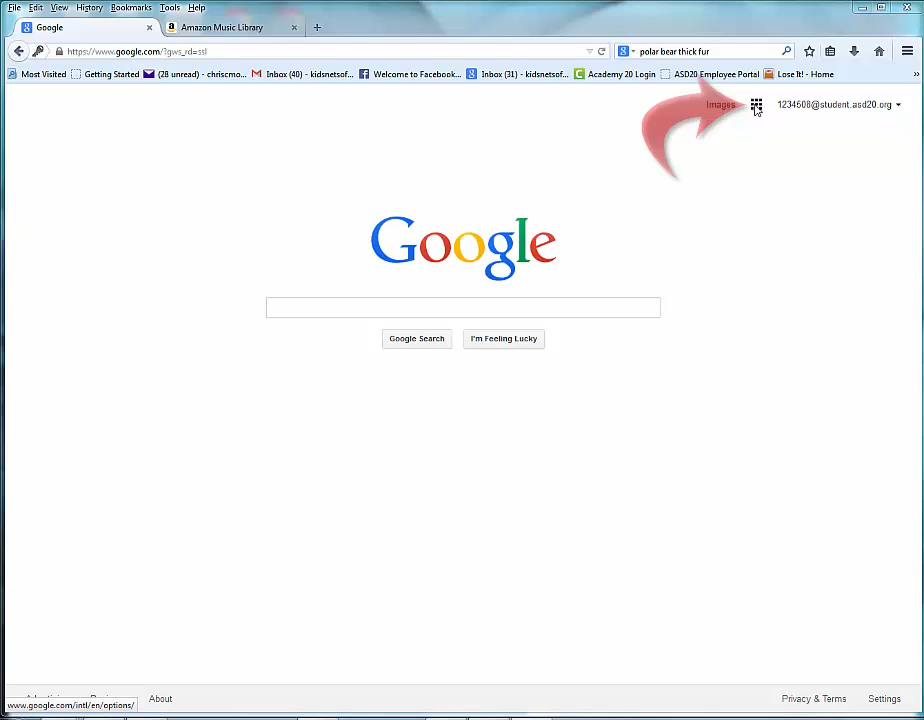 File Edit View History Bookmarks Tools Help
Google Amazon Music Library
https://www.google.com/?gws_rd=ssl polar bear thick fur
Most Visited Getting Started (28 unread) - chrismo... Inbox (40) - kidsnetsof... Welcome to Facebook... Inbox (31) - kidsnetsof... Academy 20 Login ASD20 Employee Portal Lose It! - Home
Images 1234508@student.asd20.org
Google
Google Search I'm Feeling Lucky
About Privacy & Terms Settings
www.google.com/intl/en/options/